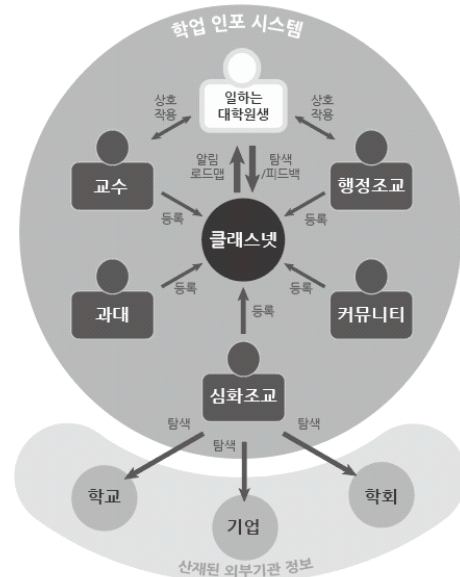 학업 인포 시스템
일하는
대학원생
상호
작용
상호
작용
알림
로드맵
탐색
/피드백
교수
행정조교
등록
등록
클래스넷
과대
등록
등록
커뮤니티
등록
심화조교
탐색
탐색
탐색
학교
기업
학회
산재된 외부기관 정보